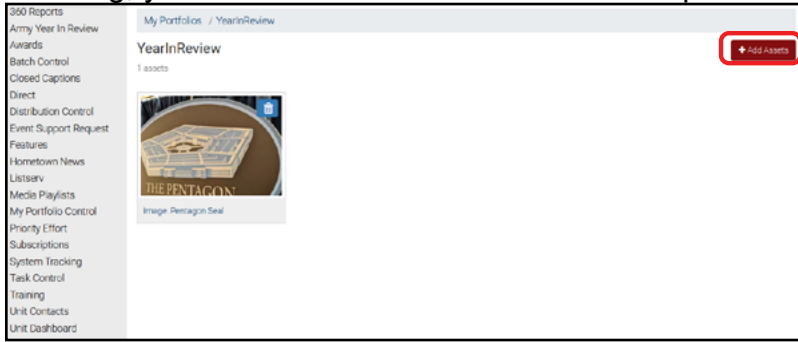 360 Reports
Army Year In Review
Awards
Batch Control
Closed Captions
Direct
Distribution Control
Event Support Request
Features
Hometown News
Listserv
Media Playlists
My Portfolio Control
Priority Effort
Subscriptions
System Tracking
Task Control
Training
Unit Contacts
Unit Dashboard
My Portfolios / YearInReview
YearInReview
+ Add Assets
1 assets
THE PENTAGON
Image: Pentagon Seal